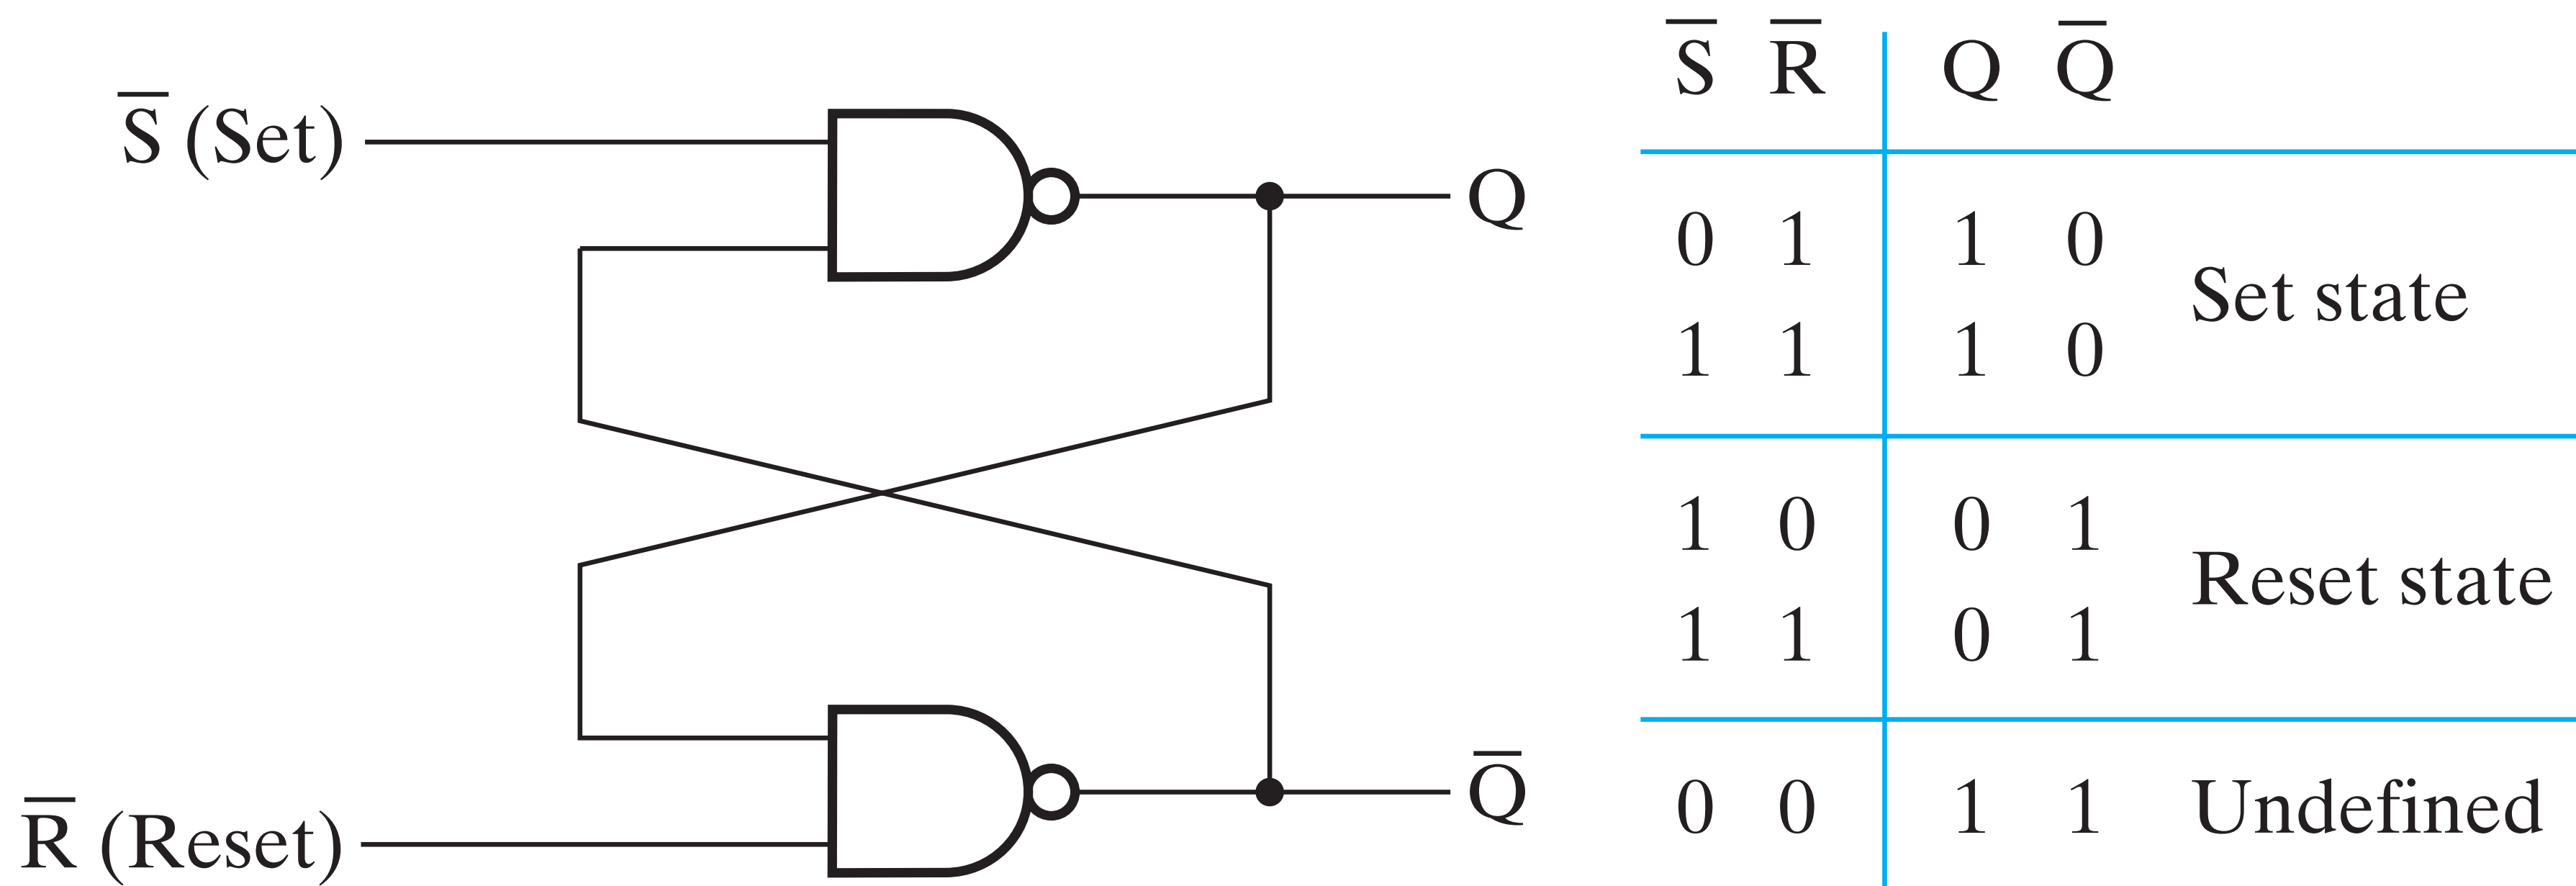 S̅ (Set)
Q
Q̅
R̅ (Reset)
S̅ R̅ Q Q̅
0 1 1 0
Set state
1 1 1 0
1 0 0 1
Reset state
1 1 0 1
0 0 1 1 Undefined